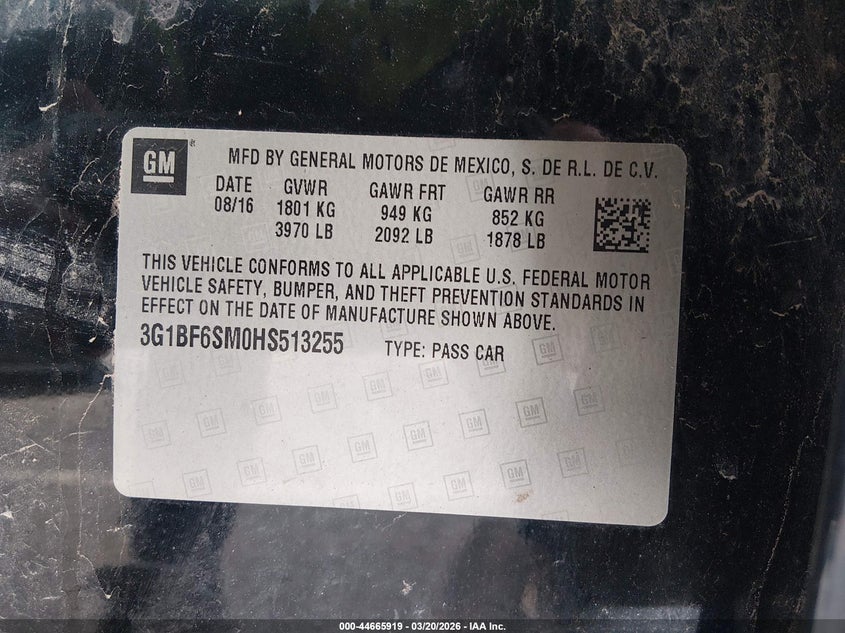 GM
MFD BY GENERAL MOTORS DE MEXICO, S. DE R.L. DE C.V.
DATE GVWR GAWR FRT GAWR RR
08/16 1801 KG 949 KG 852 KG
3970 LB 2092 LB 1878 LB
THIS VEHICLE CONFORMS TO ALL APPLICABLE U.S. FEDERAL MOTOR
VEHICLE SAFETY, BUMPER, AND THEFT PREVENTION STANDARDS IN
EFFECT ON THE DATE OF MANUFACTURE SHOWN ABOVE.
3G1BF6SM0HS513255 TYPE: PASS CAR
000-44665919 - 03/20/2026 - IAA Inc.